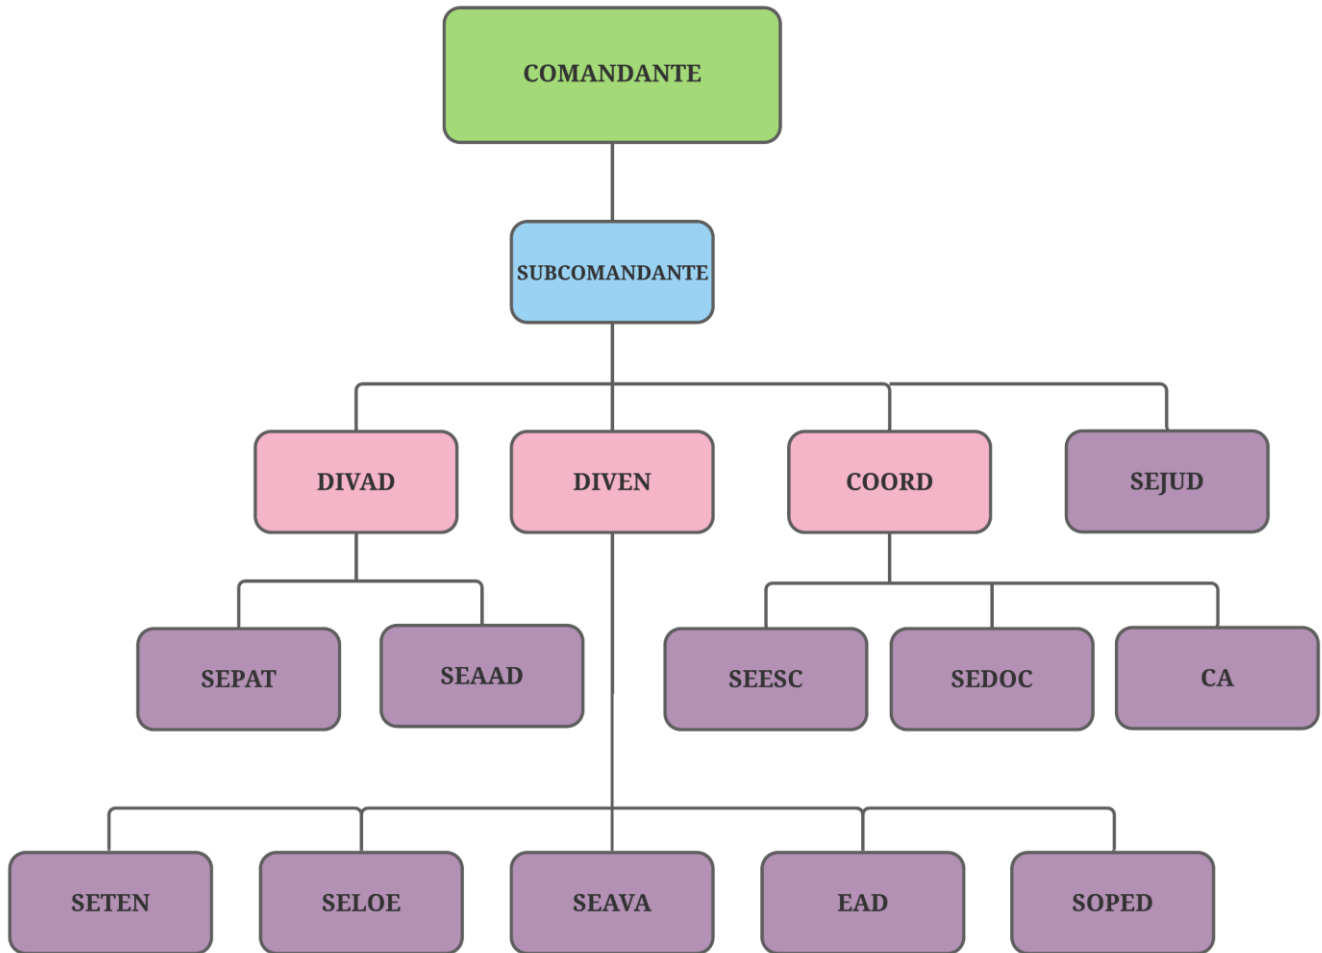 COMANDANTE
SUBCOMANDANTE
DIVAD
DIVEN
COORD
SEJUD
SEPAT
SEAAD
SEESC
SEDOC
CA
SETEN
SELOE
SEAVA
EAD
SOPED